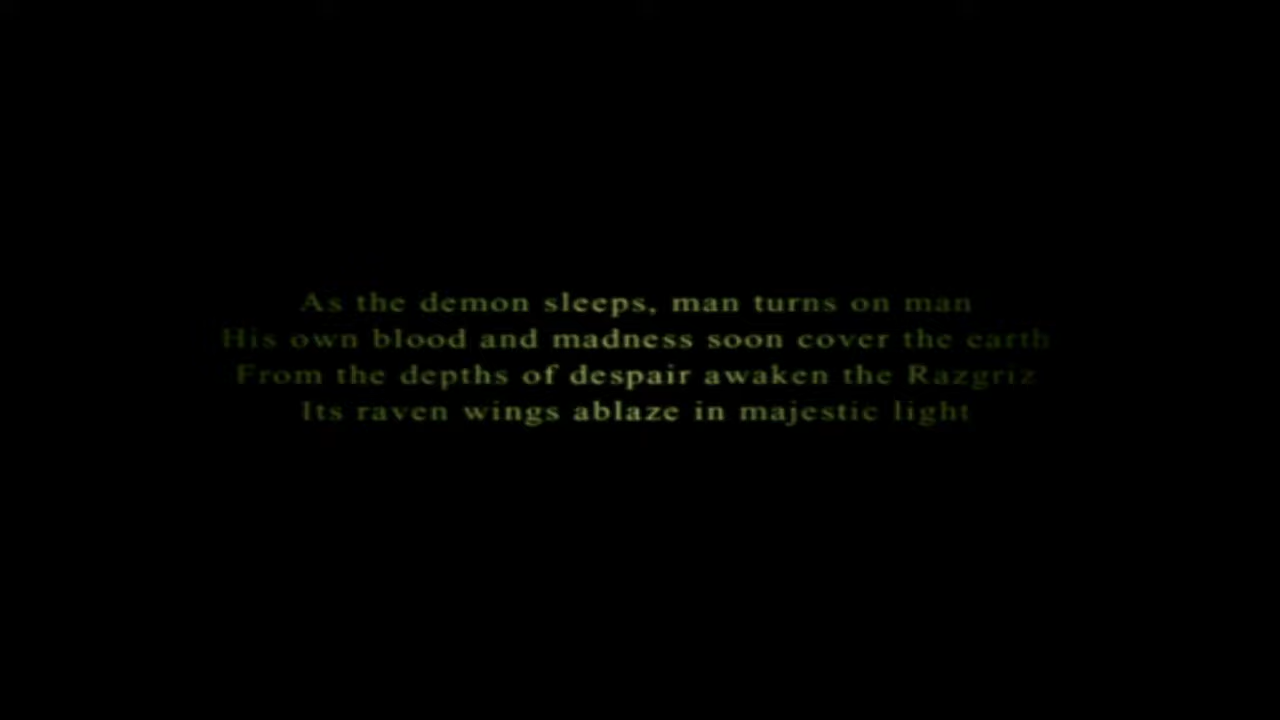 As the demon sleeps, man turns on man
His own blood and madness soon cover the earth
From the depths of despair awaken the Razgriz
Its raven wings ablaze in majestic light